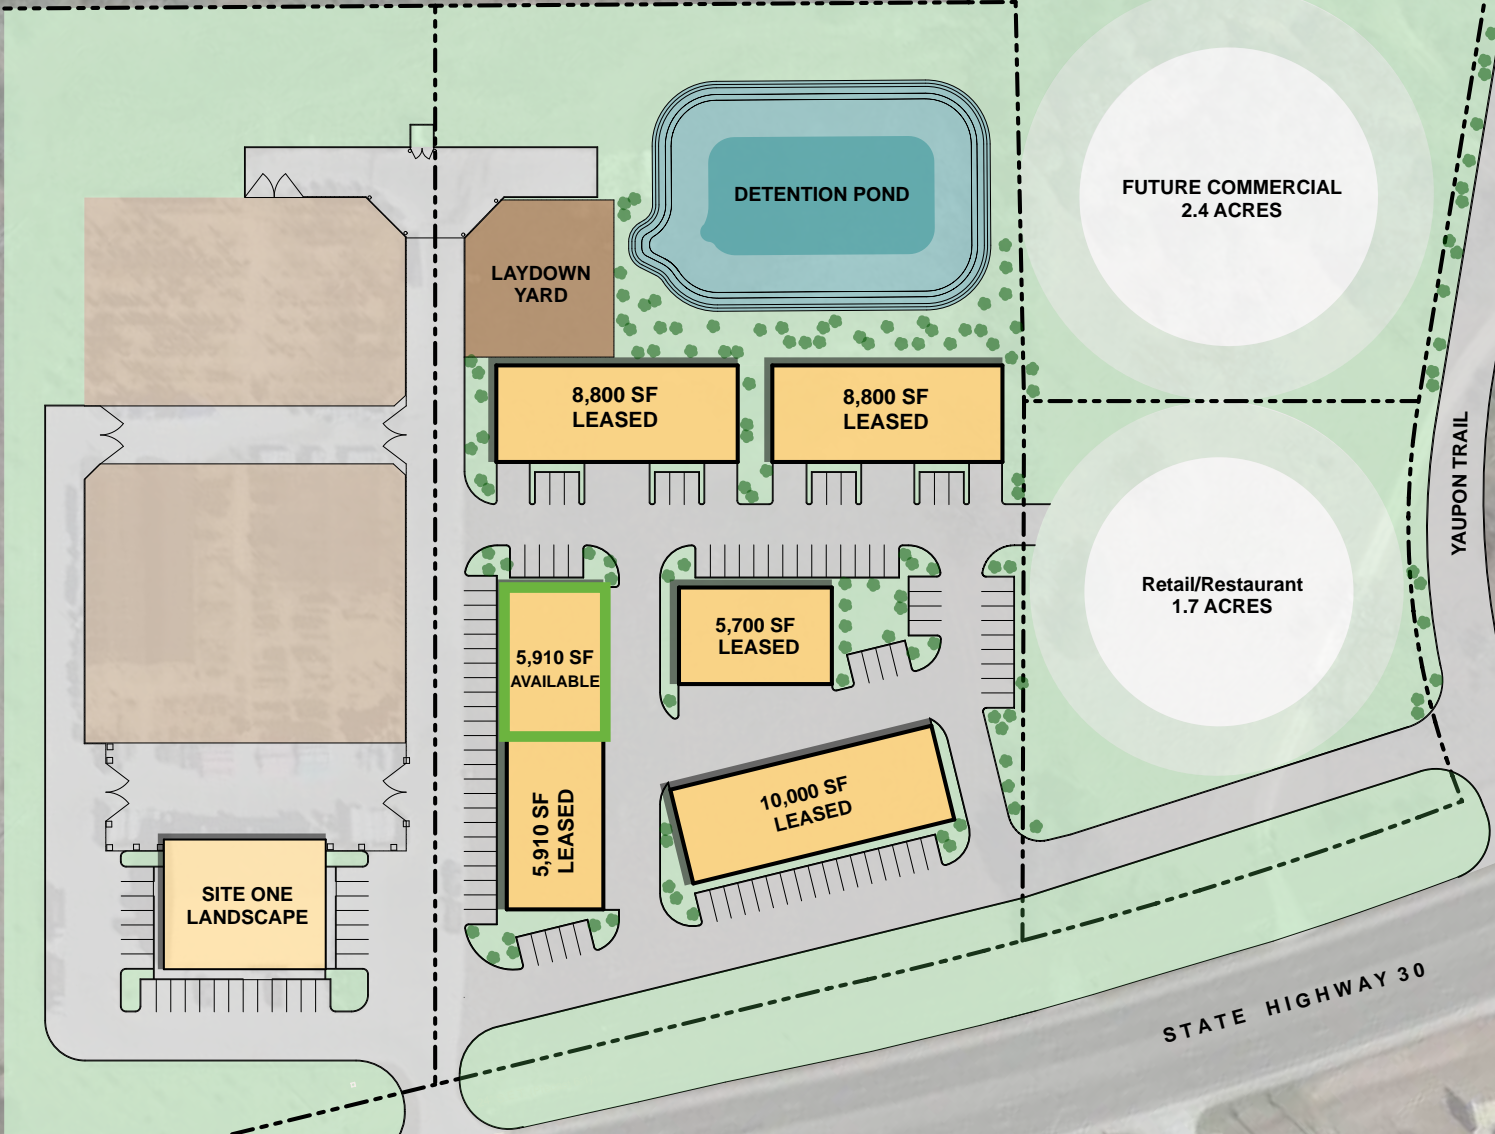 DETENTION POND
FUTURE COMMERCIAL
2.4 ACRES
LAYDOWN
YARD
8,800 SF
LEASED
8,800 SF
LEASED
YAUPON TRAIL
Retail/Restaurant
1.7 ACRES
5,700 SF
LEASED
5,910 SF
AVAILABLE
10,000 SF
LEASED
5,910 SF
LEASED
SITE ONE
LANDSCAPE
STATE HIGHWAY 30